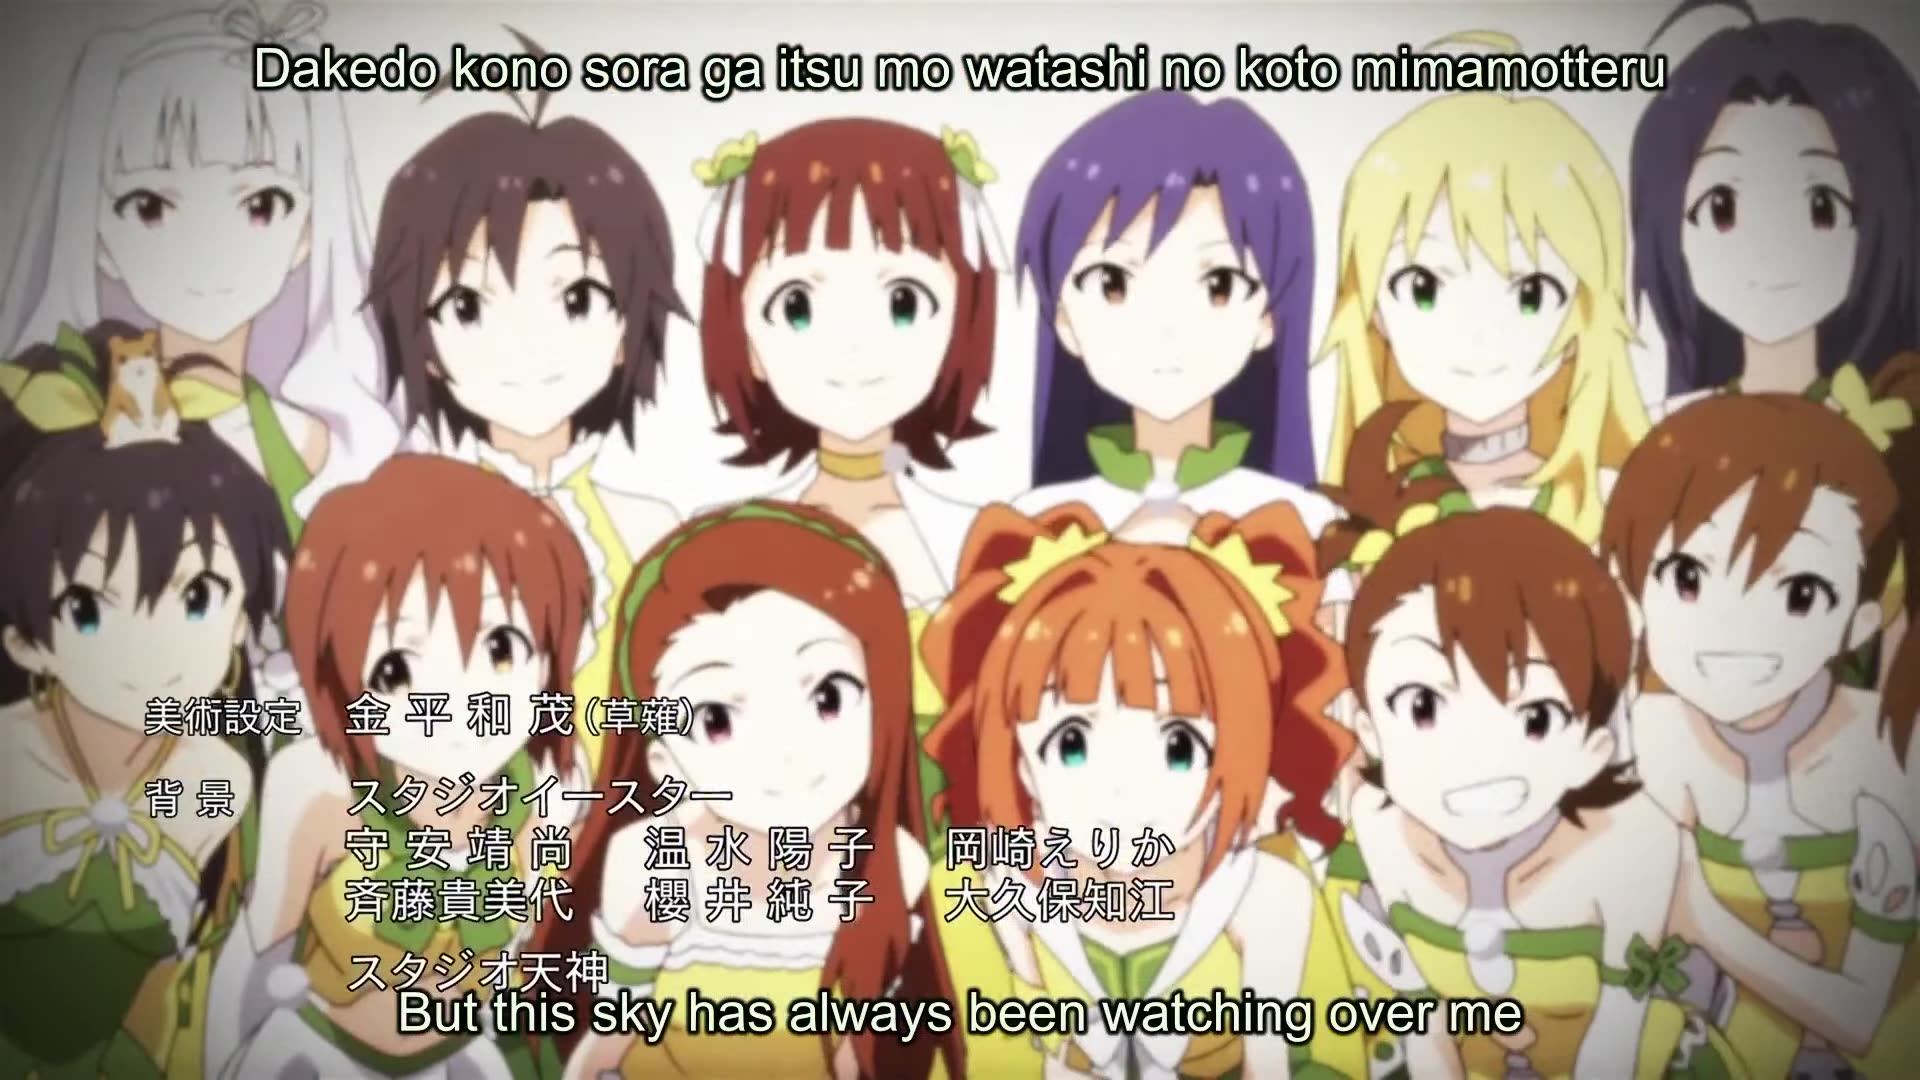 Dakedo kono sora ga itsu mo watashi no koto mimamotteru
美術設定 金平和茂(草薙)
背景 スタジオイースター
守安靖尚 温水陽子 岡崎えりか
斉藤貴美代 櫻井純子 大久保知江
スタジオ天神
But this sky has always been watching over me